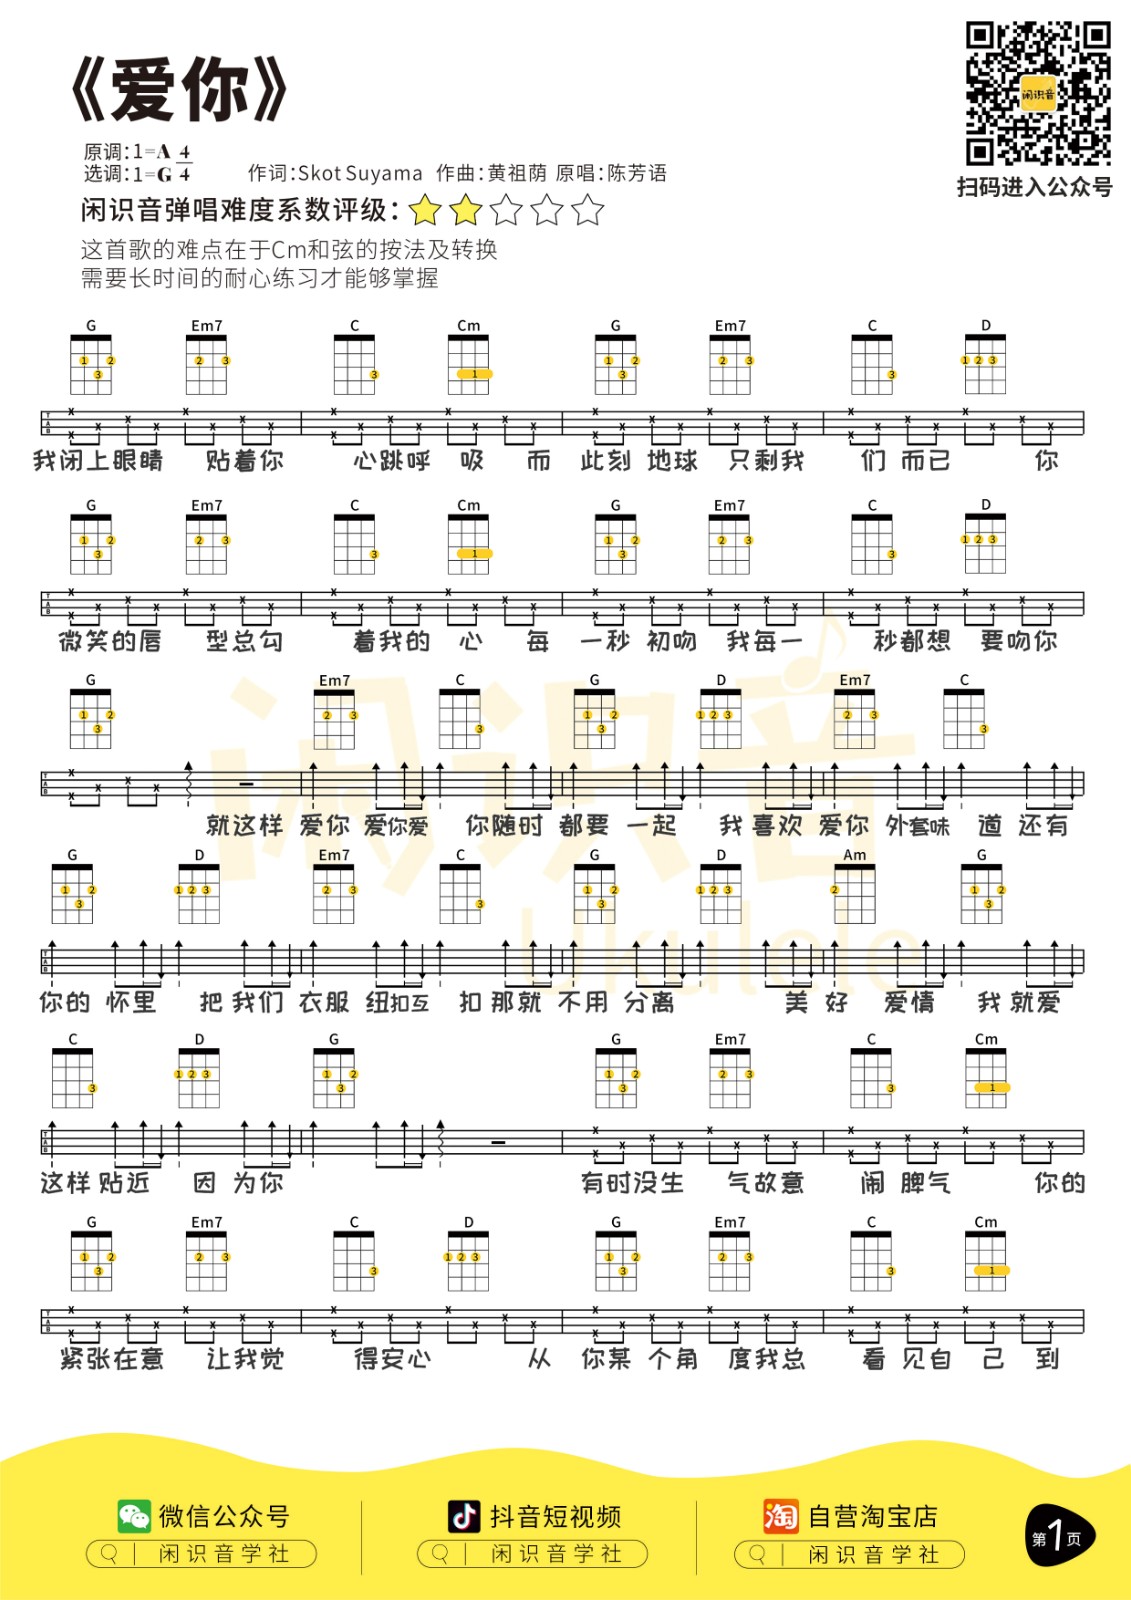 《爱你》
原调:1=A 4/4
选调:1=G
作词:Skot Suyama 作曲:黄祖荫 原唱:陈芳语
闲识音
扫码进入公众号
闲识音弹唱难度系数评级:
这首歌的难点在于Cm和弦的按法及转换
需要长时间的耐心练习才能够掌握
G Em7 C Cm G Em7 C D
我闭上眼睛 贴着你 心跳呼 吸 而 此刻 地球 只剩我 们 而已 你
G Em7 C Cm G Em7 C D
微笑的唇 型总勾 着我的 心 每 一秒 初吻 我每一 秒都想 要吻你
G Em7 C G D Em7 C
就这样 爱你 爱你爱 你随时 都要 一起 我喜欢 爱你 外套味 道 还有
G D Em7 C G D Am G
你的 怀里 把我们 衣服 纽扣互 扣那就 不用 分离 美 好 爱情 我就爱
C D G G Em7 C Cm
这样 贴近 因 为你 有时没生 气故意 闹 脾气 你的
G Em7 C D G Em7 C Cm
紧张在意 让我觉 得安心 从 你某 个角 度我总 看 见自 己 到
闲识音
Ukulele
微信公众号
闲识音学社
抖音短视频
闲识音学社
淘 自营淘宝店
闲识音学社
第1页